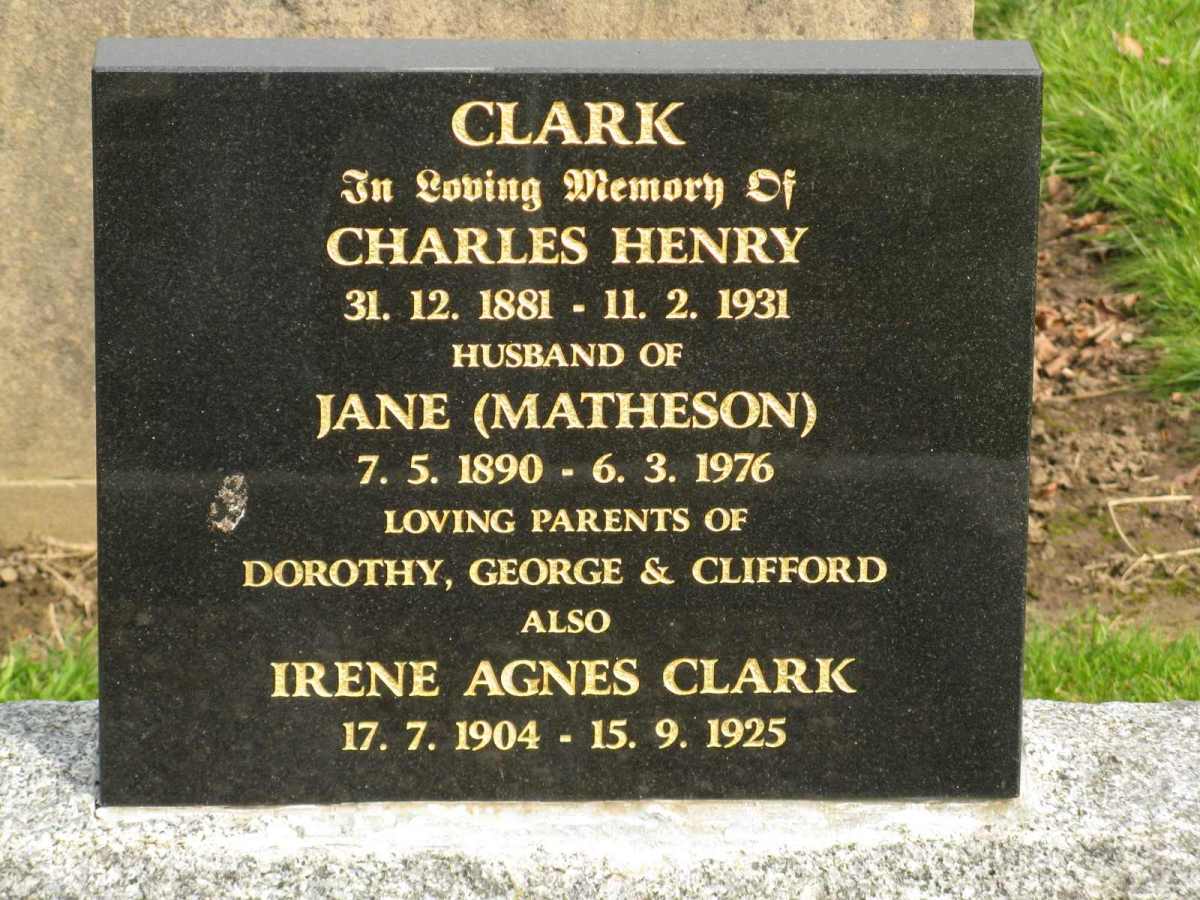 CLARK
In Loving Memory Of
CHARLES HENRY
31. 12. 1881 - 11. 2. 1931
HUSBAND OF
JANE (MATHESON)
7. 5. 1890 - 6. 3. 1976
LOVING PARENTS OF
DOROTHY, GEORGE & CLIFFORD
ALSO
IRENE AGNES CLARK
17. 7. 1904 - 15. 9. 1925